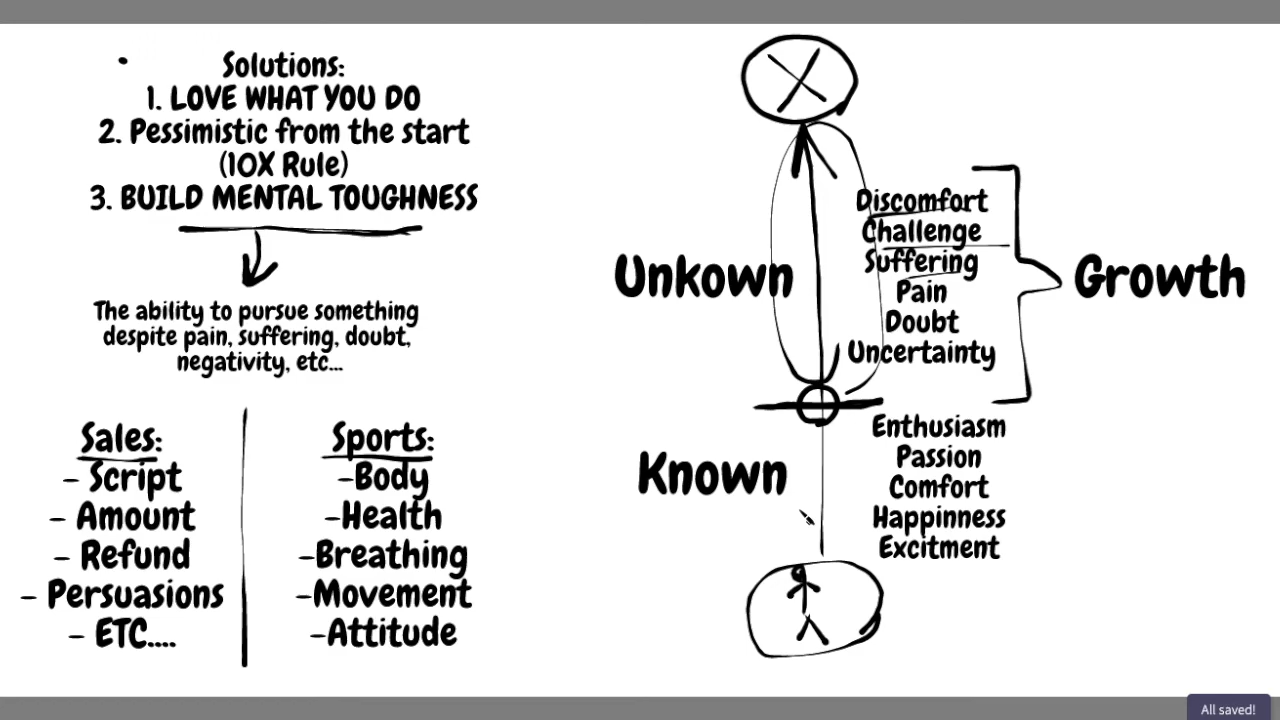 Solutions:
1. LOVE WHAT YOU DO
2. Pessimistic from the start
(10X Rule)
3. BUILD MENTAL TOUGHNESS
The ability to pursue something
despite pain, suffering, doubt,
negativity, etc...
Sales:
- Script
- Amount
- Refund
- Persuasions
- ETC....
Sports:
-Body
-Health
-Breathing
-Movement
-Attitude
X
Unkown
Discomfort
Challenge
Suffering
Pain
Doubt
Uncertainty
Growth
Known
Enthusiasm
Passion
Comfort
Happinness
Excitment
All saved!